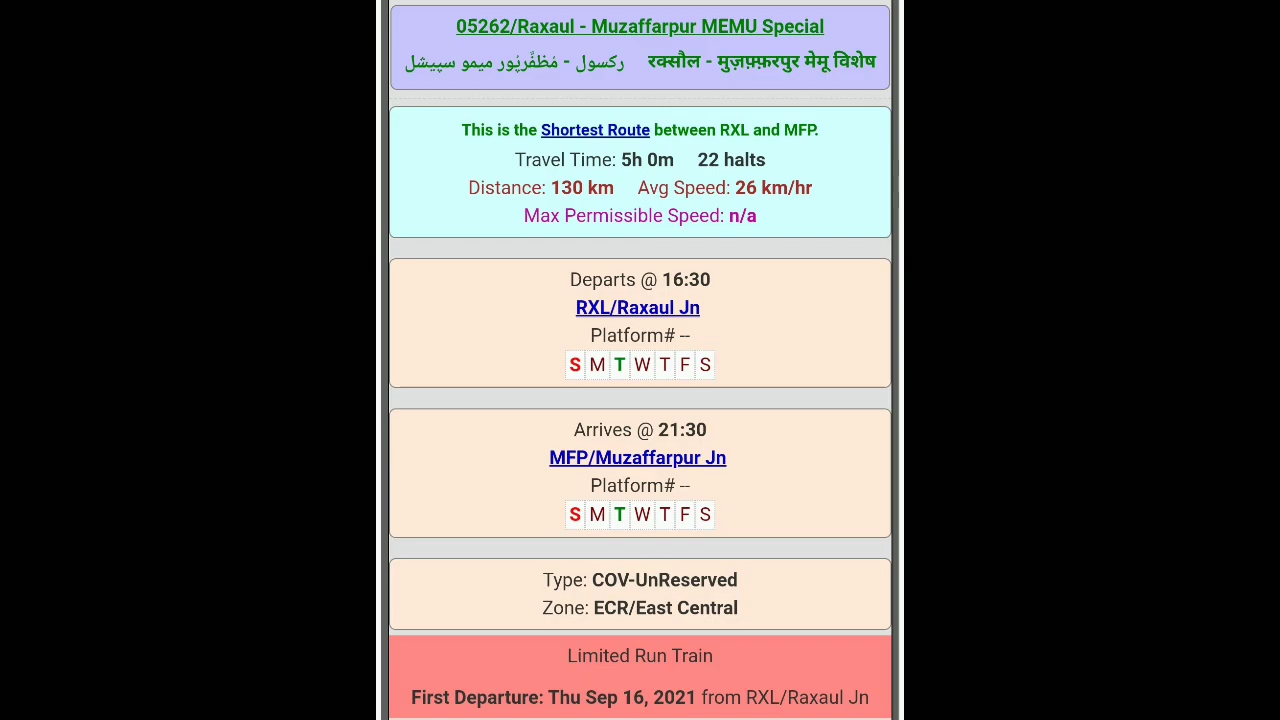 05262/Raxaul - Muzaffarpur MEMU Special
رکسول - مُظفَّرپُور میمو سپیشل रक्सौल - मुज़फ़्फ़रपुर मेमू विशेष
This is the Shortest Route between RXL and MFP.
Travel Time: 5h 0m 22 halts
Distance: 130 km Avg Speed: 26 km/hr
Max Permissible Speed: n/a
Departs @ 16:30
RXL/Raxaul Jn
Platform# --
S M T W T F S
Arrives @ 21:30
MFP/Muzaffarpur Jn
Platform# --
S M T W T F S
Type: COV-UnReserved
Zone: ECR/East Central
Limited Run Train
First Departure: Thu Sep 16, 2021 from RXL/Raxaul Jn